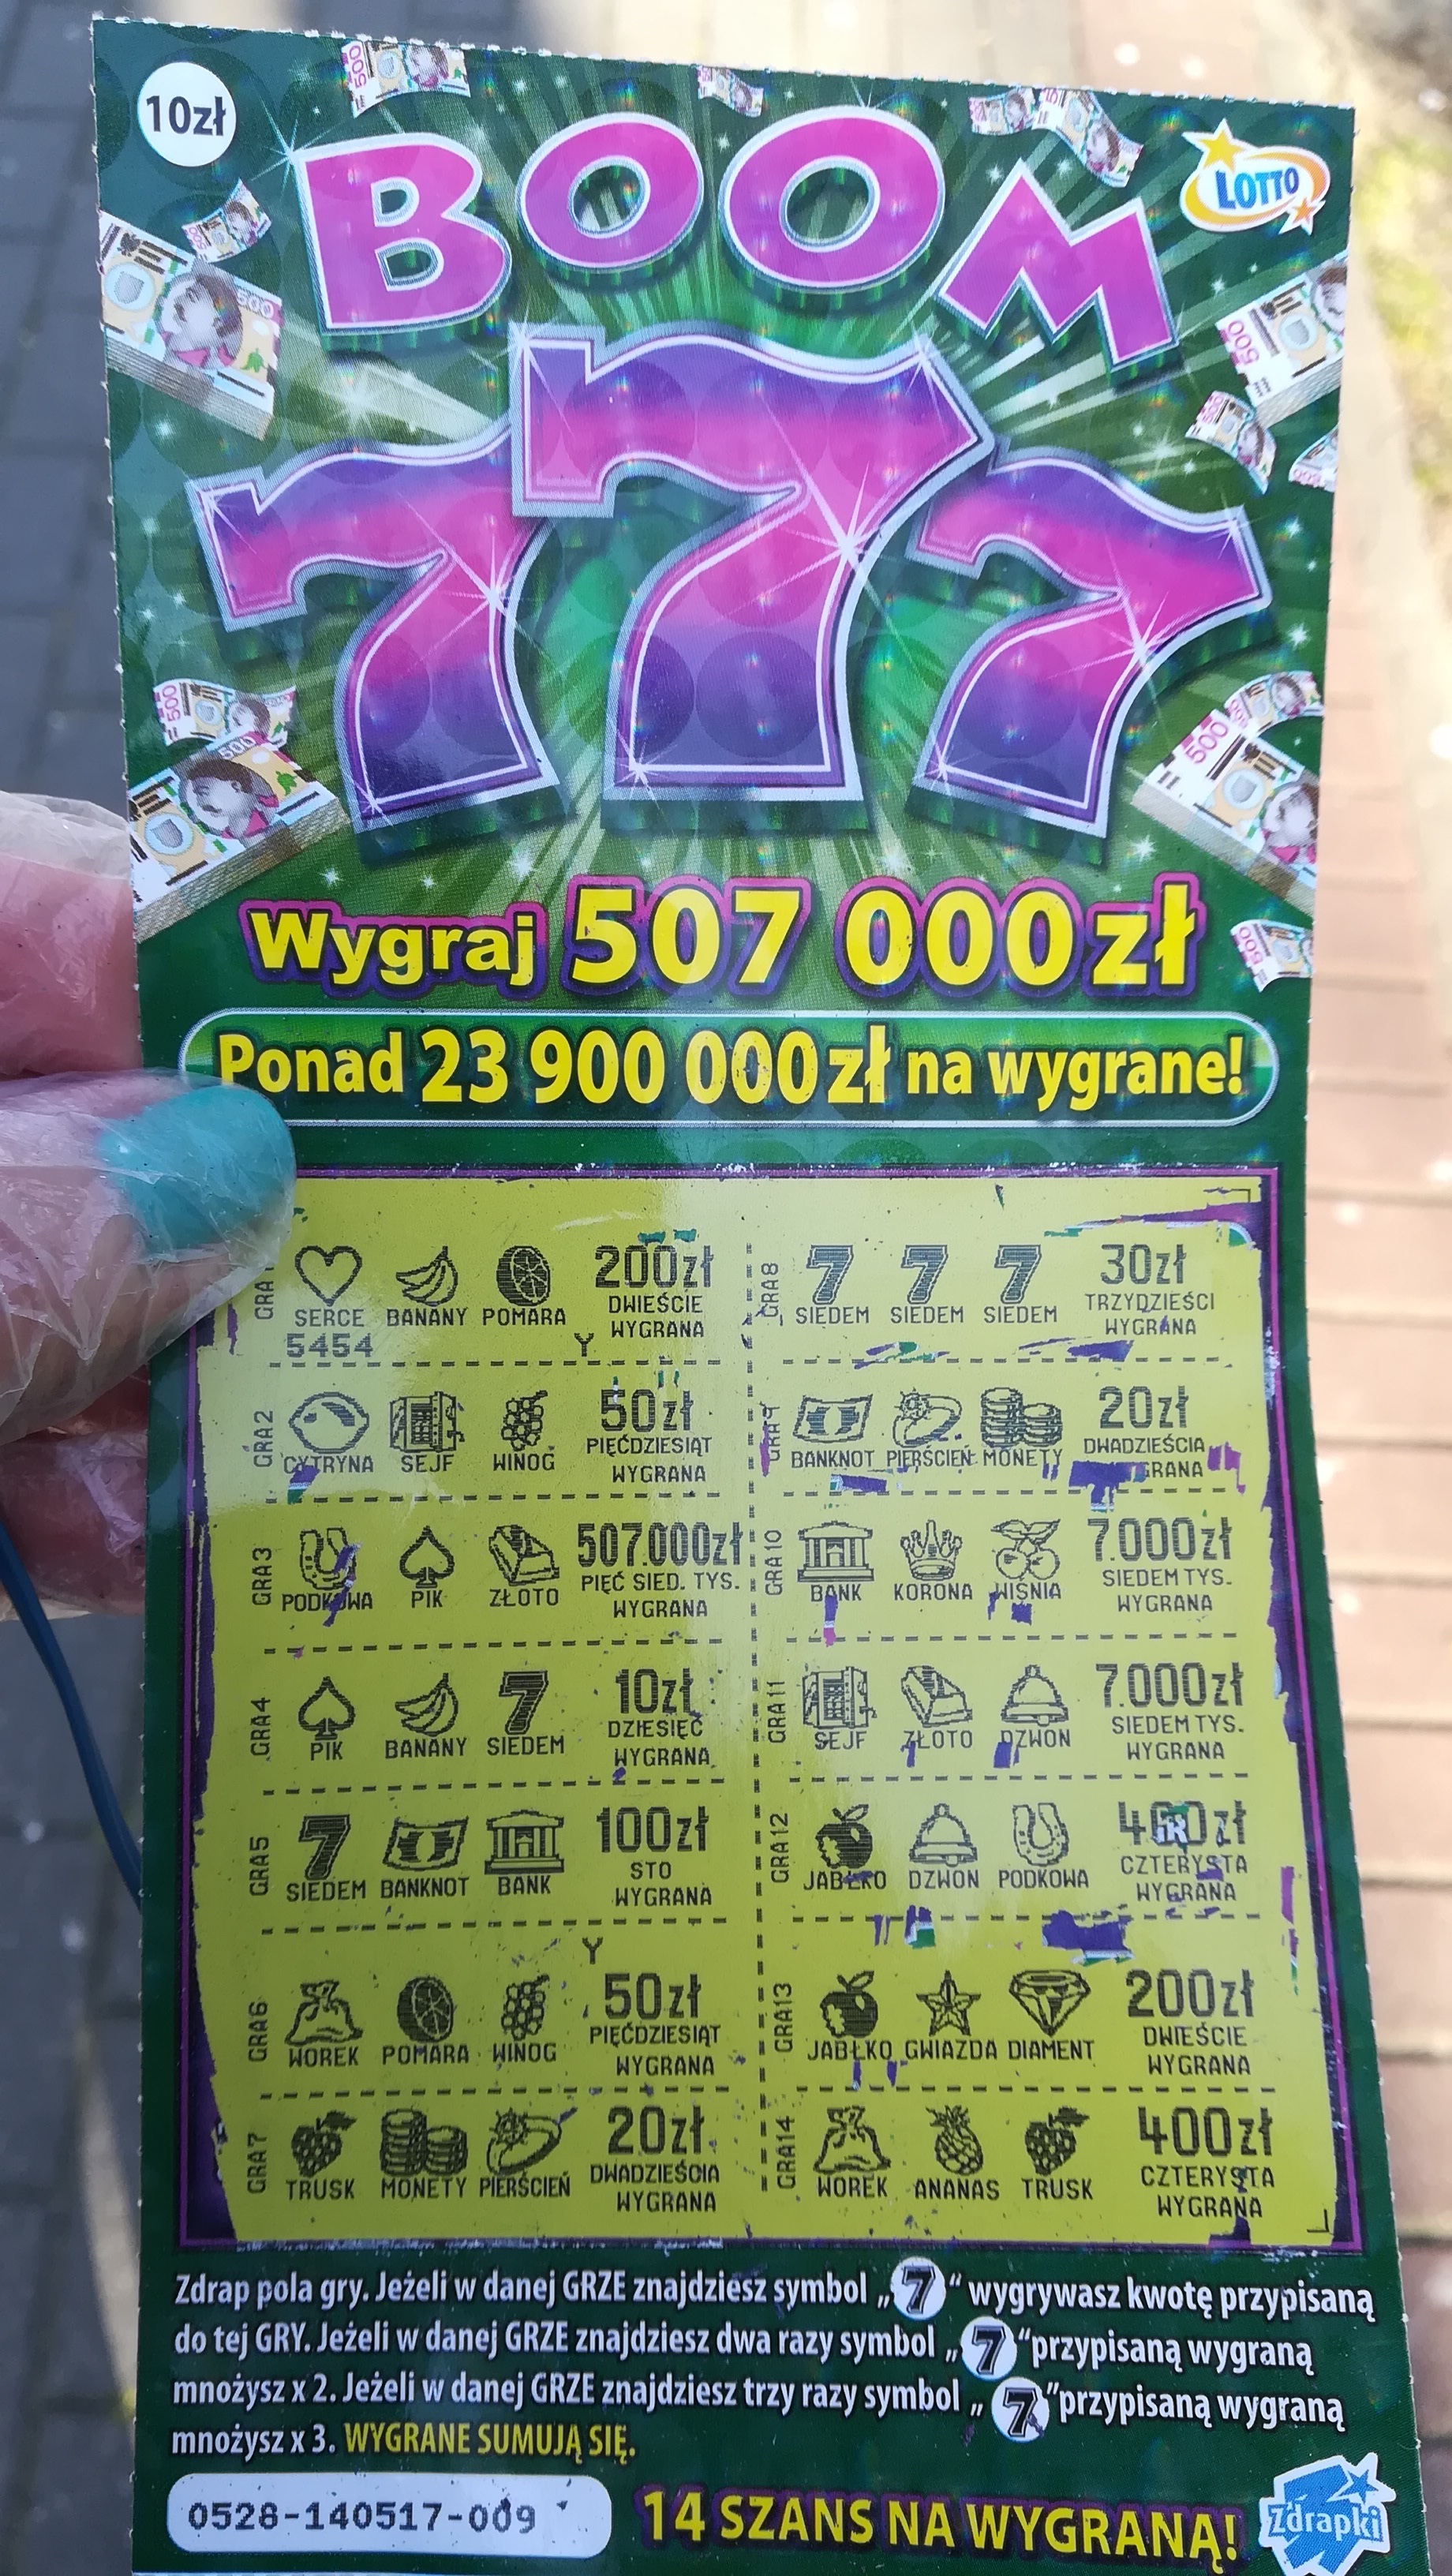 10zł
BOOM
LOTTO
777
Wygraj 507 000 zł
Ponad 23 900 000 zł na wygrane!
GRA
SERCE BANANY POMARA
200zł
DWIEŚCIE
WYGRANA
5454 Y
GRA2
CYTRYNA SEJF WINOG
50zł
PIĘĆDZIESIĄT
WYGRANA
GRA3
PODKOWA PIK ZŁOTO
507.000zł
PIĘĆ SIED. TYS.
WYGRANA
GRA4
7
PIK BANANY SIEDEM
10zł
DZIESIĘĆ
WYGRANA
GRA5
7
SIEDEM BANKNOT BANK
100zł
STO
WYGRANA
Y
GRA6
WOREK POMARA WINOG
50zł
PIĘĆDZIESIĄT
WYGRANA
GRA7
TRUSK MONETY PIERŚCIEŃ
20zł
DWADZIEŚCIA
WYGRANA
GRA8
7 7 7
SIEDEM SIEDEM SIEDEM
30zł
TRZYDZIEŚCI
WYGRANA
GRA9
BANKNOT PIERŚCIEŃ MONETY
20zł
DWADZIEŚCIA
GRANA
GRA10
BANK KORONA WIŚNIA
7.000zł
SIEDEM TYS.
WYGRANA
GRA11
SEJF ZŁOTO DZWON
7.000zł
SIEDEM TYS.
WYGRANA
GRA12
JABŁKO DZWON PODKOWA
400zł
CZTERYSTA
WYGRANA
GRA13
JABŁKO GWIAZDA DIAMENT
200zł
DWIEŚCIE
WYGRANA
GRA14
WOREK ANANAS TRUSK
400zł
CZTERYSTA
WYGRANA
Zdrap pola gry. Jeżeli w danej GRZE znajdziesz symbol „7“ wygrywasz kwotę przypisaną
do tej GRY. Jeżeli w danej GRZE znajdziesz dwa razy symbol „7“przypisaną wygraną
mnożysz x 2. Jeżeli w danej GRZE znajdziesz trzy razy symbol „7”przypisaną wygraną
mnożysz x 3. WYGRANE SUMUJĄ SIĘ.
0528-140517-009
14 SZANS NA WYGRANĄ!
Zdrapki